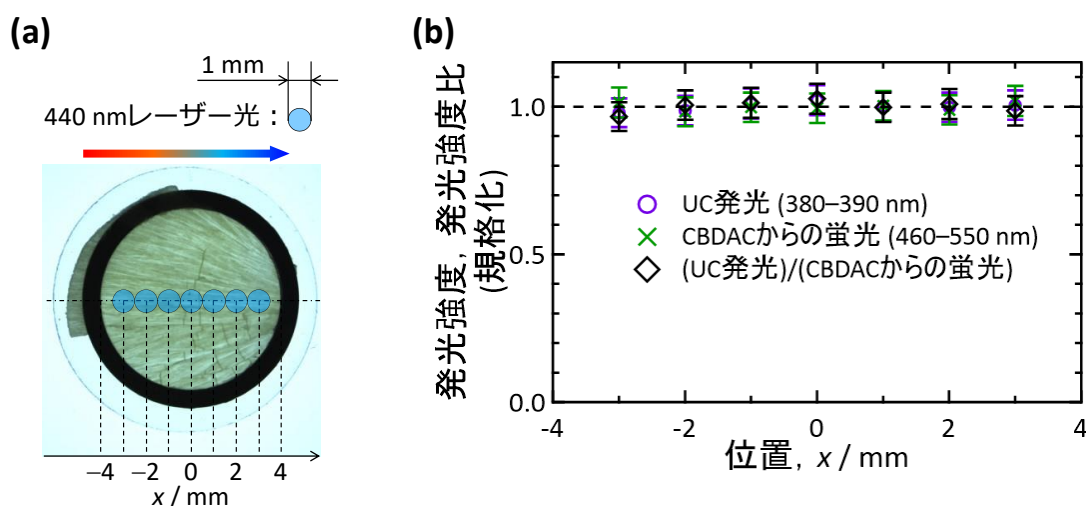 (a)
1 mm
440 nmレーザー光 :
−4 −2 0 2 4
x / mm
(b)
発光強度, 発光強度比
(規格化)
1.0
0.5
0.0
UC発光 (380–390 nm)
CBDACからの蛍光 (460–550 nm)
(UC発光)/(CBDACからの蛍光)
-4 -2 0 2 4
位置, x / mm